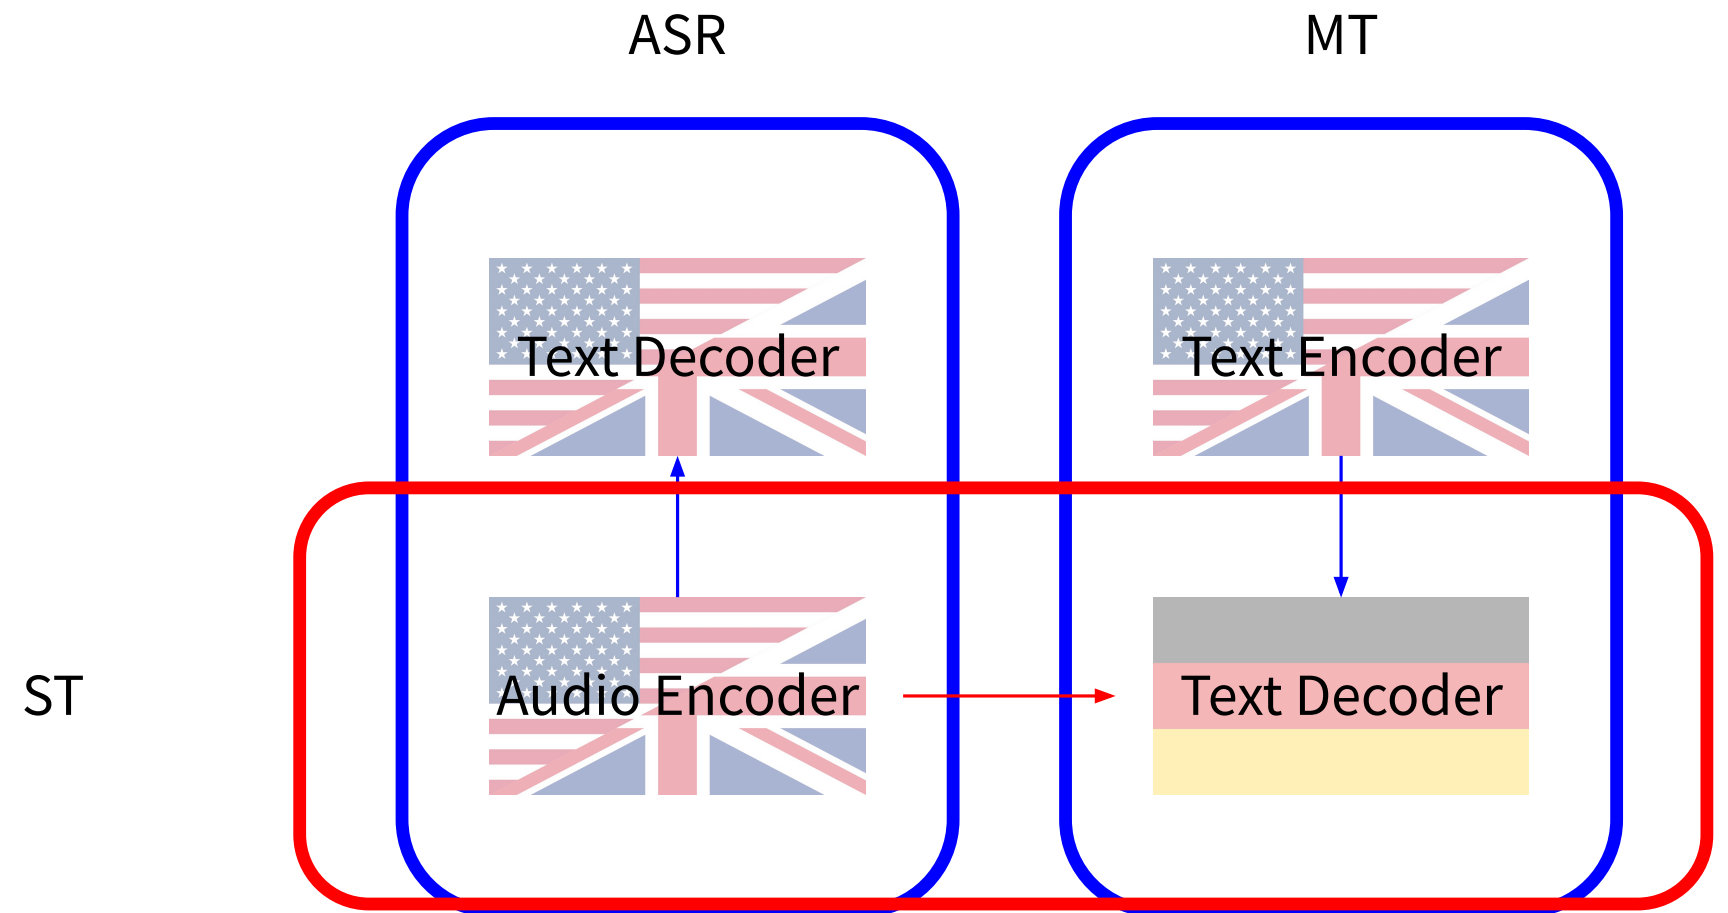 ASR
MT
Text Decoder
Text Encoder
ST
Audio Encoder
Text Decoder